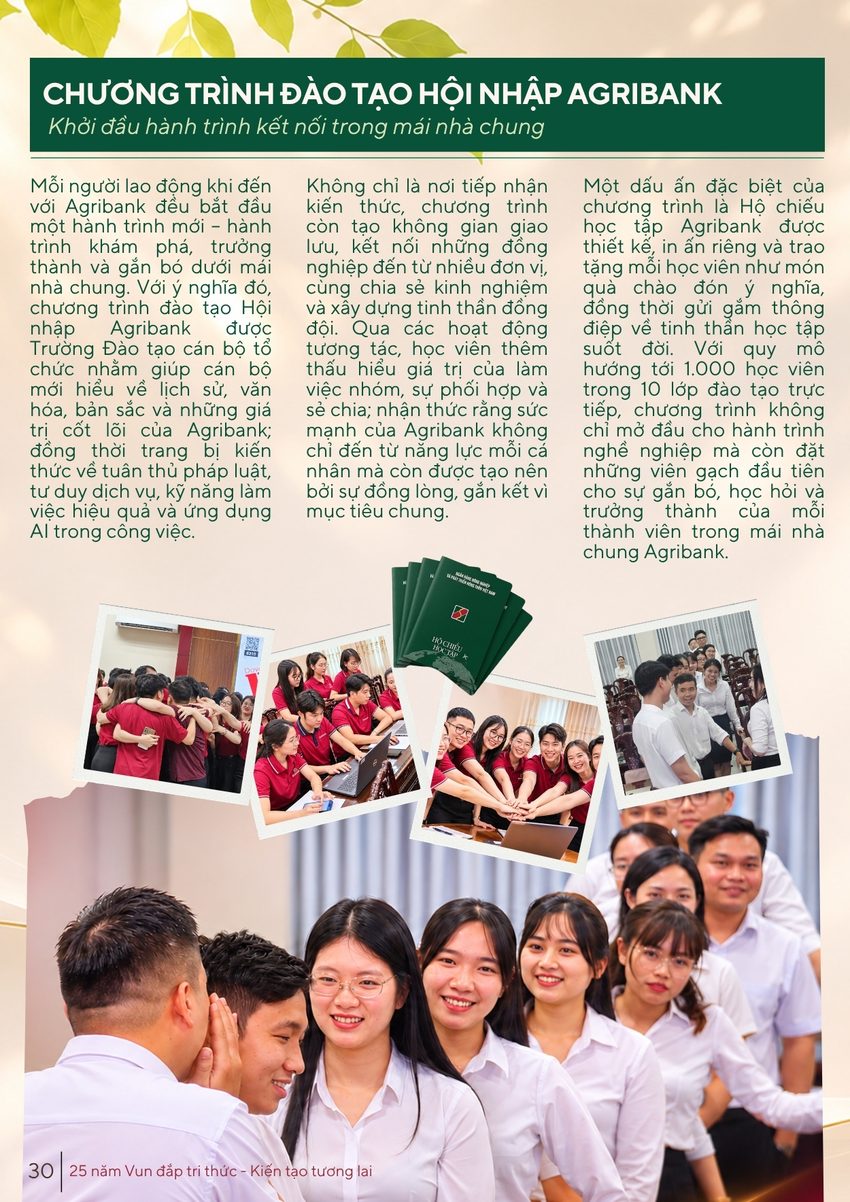 CHƯƠNG TRÌNH ĐÀO TẠO HỘI NHẬP AGRIBANK
Khởi đầu hành trình kết nối trong mái nhà chung
Mỗi người lao động khi đến
với Agribank đều bắt đầu
một hành trình mới – hành
trình khám phá, trưởng
thành và gắn bó dưới mái
nhà chung. Với ý nghĩa đó,
chương trình đào tạo Hội
nhập Agribank được
Trường Đào tạo cán bộ tổ
chức nhằm giúp cán bộ
mới hiểu về lịch sử, văn
hóa, bản sắc và những giá
trị cốt lõi của Agribank;
đồng thời trang bị kiến
thức về tuân thủ pháp luật,
tư duy dịch vụ, kỹ năng làm
việc hiệu quả và ứng dụng
AI trong công việc.
Không chỉ là nơi tiếp nhận
kiến thức, chương trình
còn tạo không gian giao
lưu, kết nối những đồng
nghiệp đến từ nhiều đơn vị,
cùng chia sẻ kinh nghiệm
và xây dựng tinh thần đồng
đội. Qua các hoạt động
tương tác, học viên thêm
thấu hiểu giá trị của làm
việc nhóm, sự phối hợp và
sẻ chia; nhận thức rằng sức
mạnh của Agribank không
chỉ đến từ năng lực mỗi cá
nhân mà còn được tạo nên
bởi sự đồng lòng, gắn kết vì
mục tiêu chung.
Một dấu ấn đặc biệt của
chương trình là Hộ chiếu
học tập Agribank được
thiết kế, in ấn riêng và trao
tặng mỗi học viên như món
quà chào đón ý nghĩa,
đồng thời gửi gắm thông
điệp về tinh thần học tập
suốt đời. Với quy mô
hướng tới 1.000 học viên
trong 10 lớp đào tạo trực
tiếp, chương trình không
chỉ mở đầu cho hành trình
nghề nghiệp mà còn đặt
những viên gạch đầu tiên
cho sự gắn bó, học hỏi và
trưởng thành của mỗi
thành viên trong mái nhà
chung Agribank.
NGÂN HÀNG NÔNG NGHIỆP
VÀ PHÁT TRIỂN NÔNG THÔN VIỆT NAM
HỘ CHIẾU
HỌC TẬP
30
25 năm Vun đắp tri thức - Kiến tạo tương lai